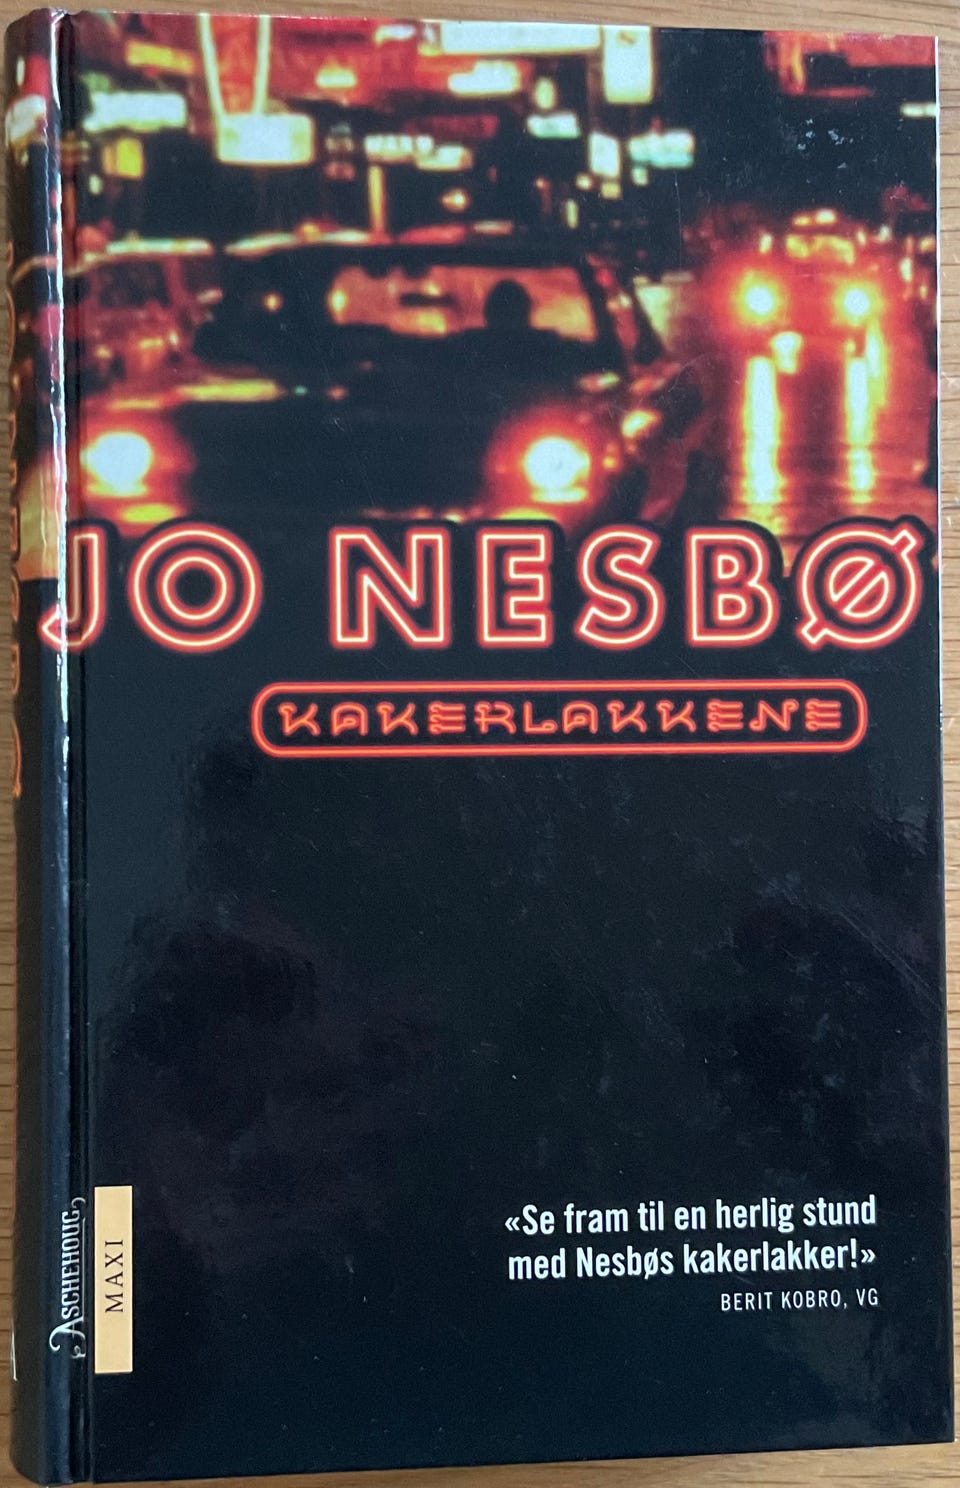 JO NESBØ
KAKERLAKKENE
«Se fram til en herlig stund
med Nesbøs kakerlakker!»
BERIT KOBRO, VG
ASCHEHOUG
MAXI